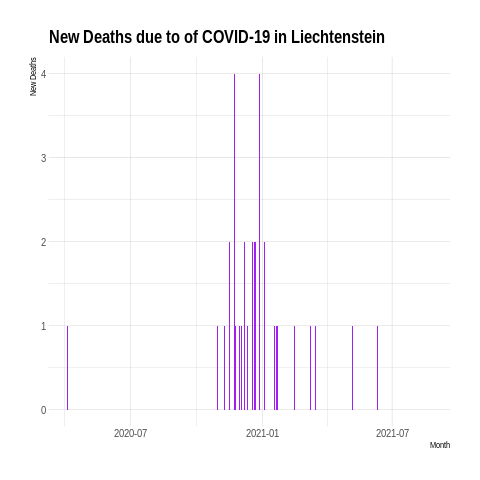 New Deaths due to of COVID-19 in Liechtenstein
New Deaths
4
3
2
1
0
2020-07
2021-01
2021-07
Month